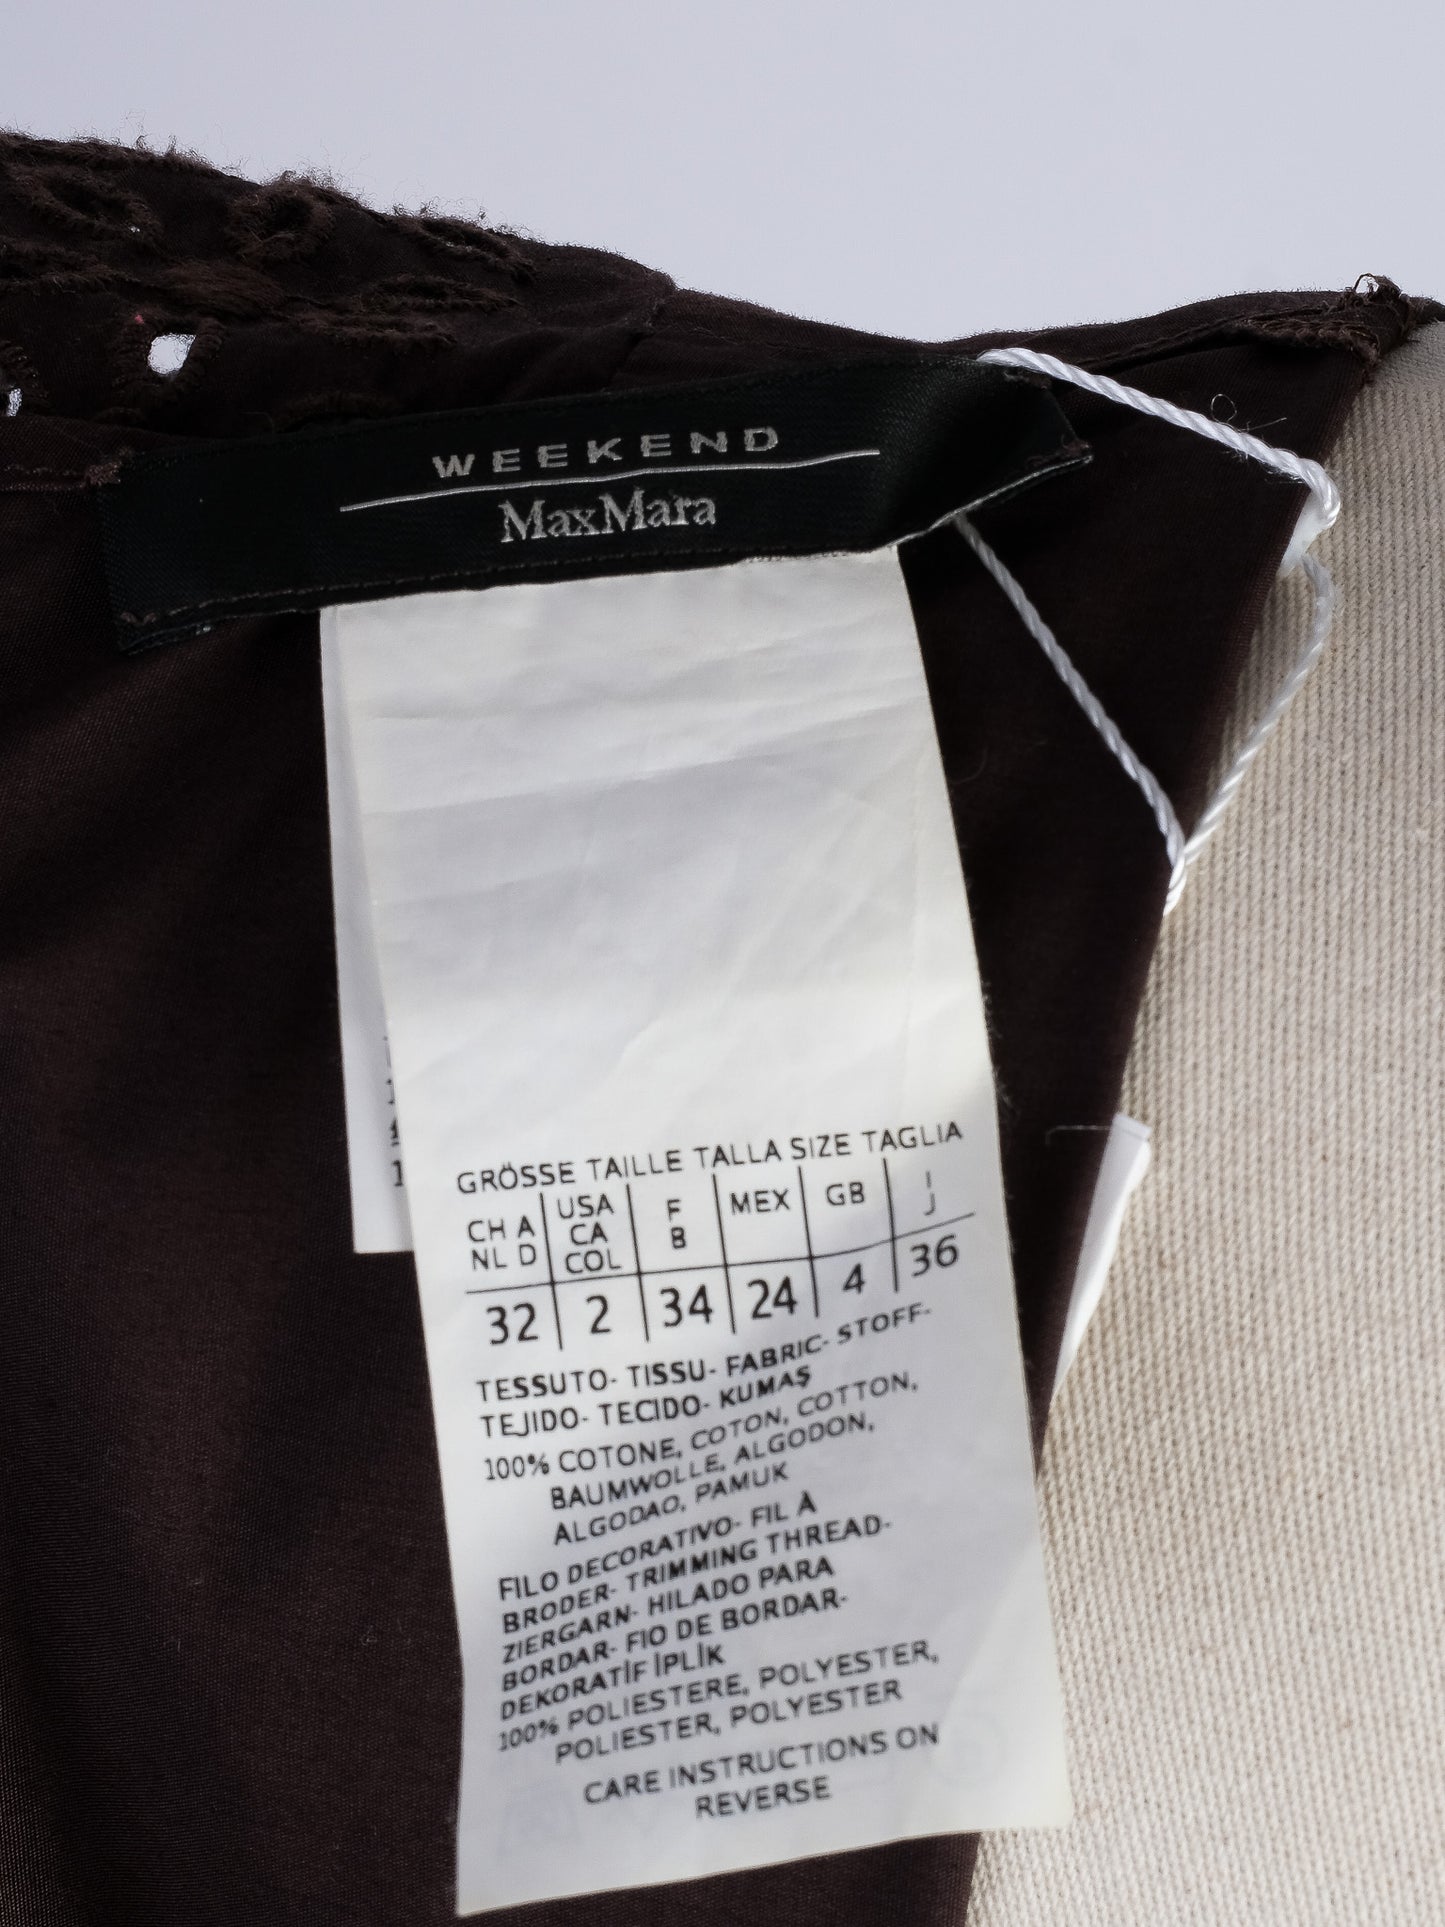 WEEKEND
MaxMara
GRÖSSE TAILLE TALLA SIZE TAGLIA
CH A NL D USA CA COL F B MEX GB I J
32 2 34 24 4 36
TESSUTO- TISSU- FABRIC- STOFF-
TEJIDO- TECIDO- KUMAŞ
100% COTONE, COTON, COTTON,
BAUMWOLLE, ALGODON,
ALGODAO, PAMUK
FILO DECORATIVO- FIL À
BRODER- TRIMMING THREAD-
ZIERGARN- HILADO PARA
BORDAR- FIO DE BORDAR-
DEKORATİF İPLİK
100% POLIESTERE, POLYESTER,
POLIESTER, POLYESTER
CARE INSTRUCTIONS ON
REVERSE